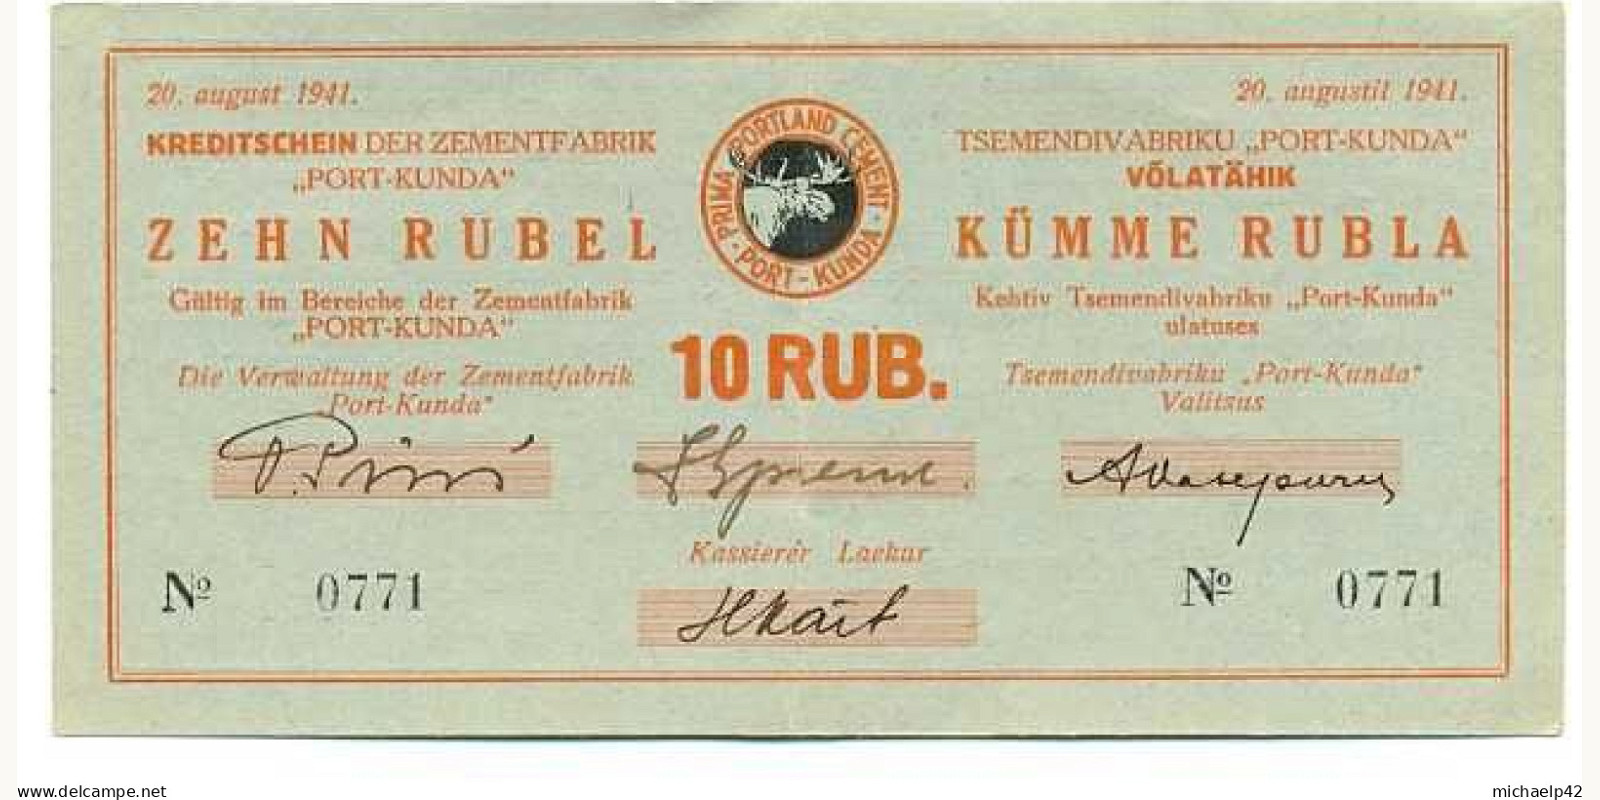 20. august 1941.
KREDITSCHEIN DER ZEMENTFABRIK
„PORT-KUNDA“
ZEHN RUBEL
Gültig im Bereiche der Zementfabrik
„PORT-KUNDA“
Die Verwaltung der Zementfabrik
„Port-Kunda“
PRIMA PORTLAND CEMENT
PORT-KUNDA
10 RUB.
20. augustil 1941.
TSEMENDIVABRIKU „PORT-KUNDA“
VÕLATÄHIK
KÜMME RUBLA
Kehtiv Tsemendivabriku „Port-Kunda“
ulatuses
Tsemendivabriku „Port-Kunda“
Valitsus
Kassierer Laekur
№ 0771
№ 0771
www.delcampe.net
michaelp42